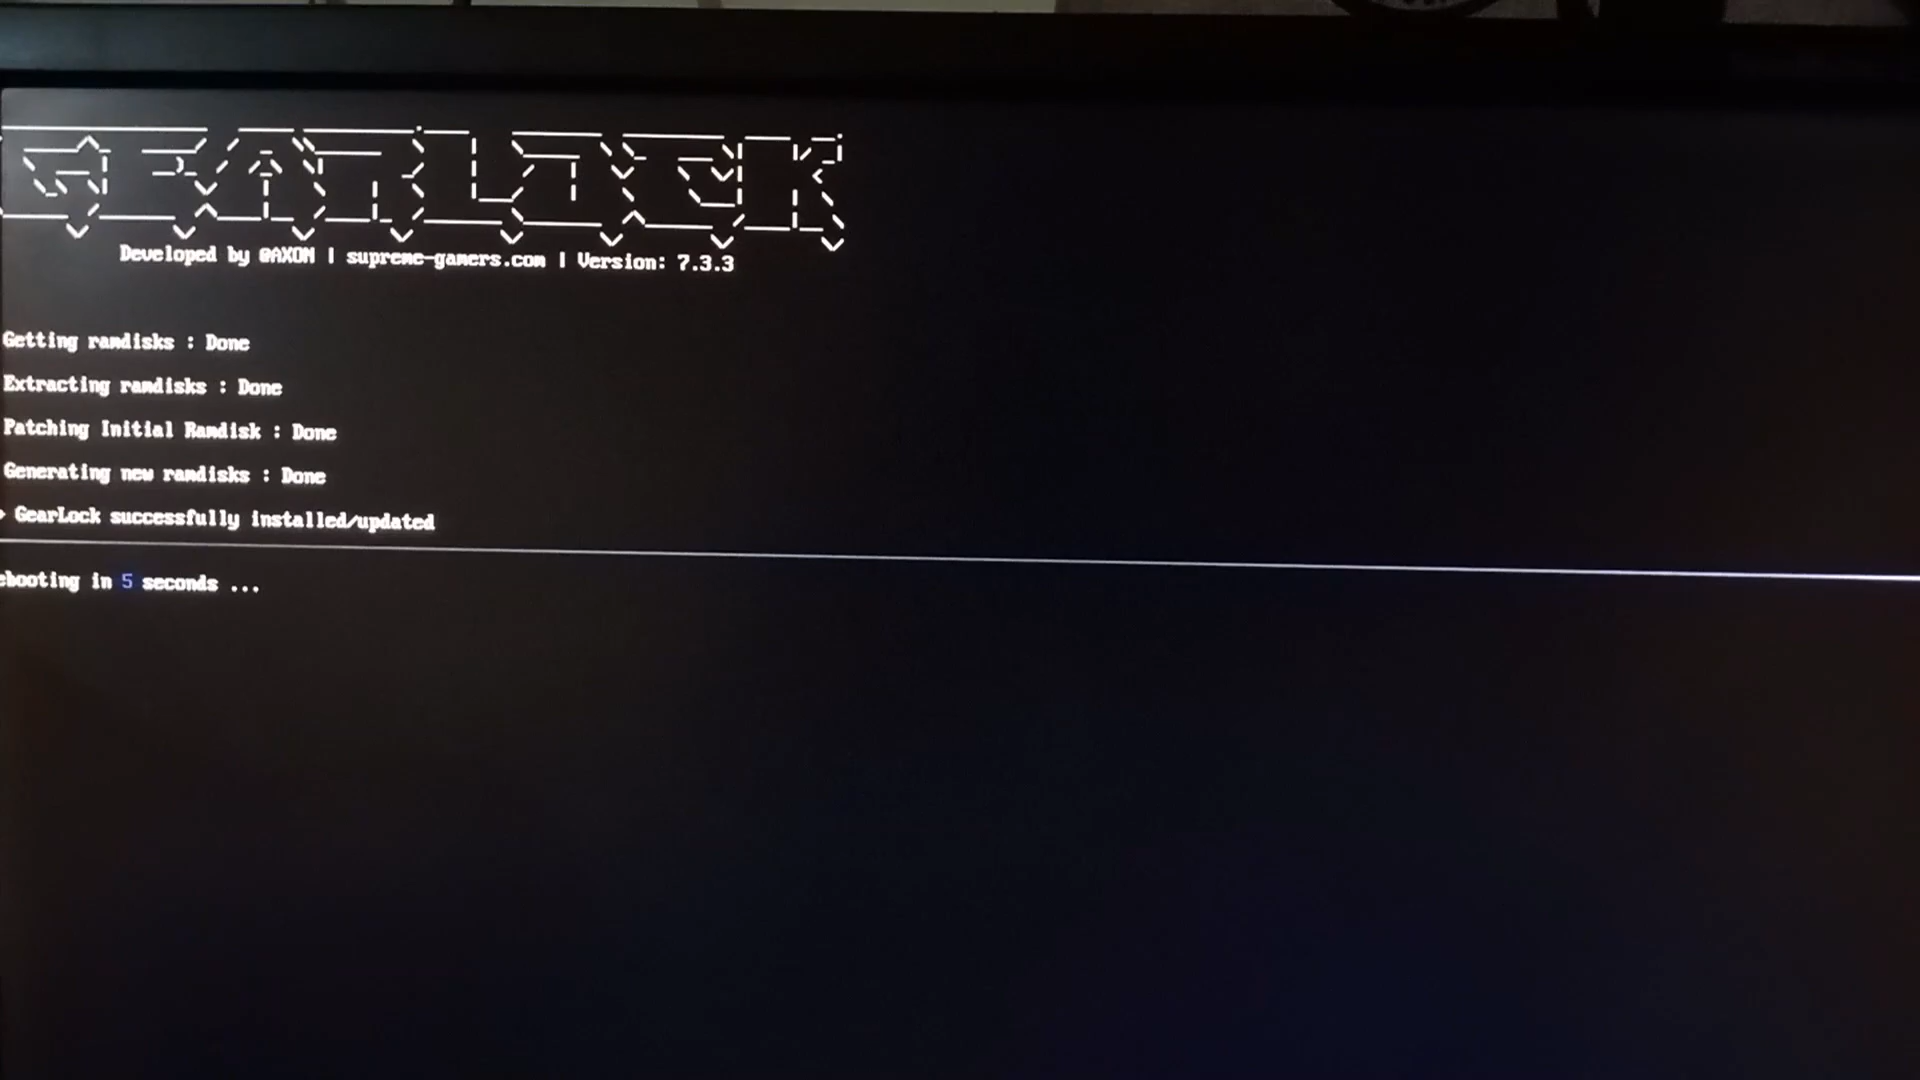 GEARLOCK
Developed by @AXON | supreme-gamers.com | Version: 7.3.3
Getting ramdisks : Done
Extracting ramdisks : Done
Patching Initial Ramdisk : Done
Generating new ramdisks : Done
GearLock successfully installed/updated
ebooting in 5 seconds ...